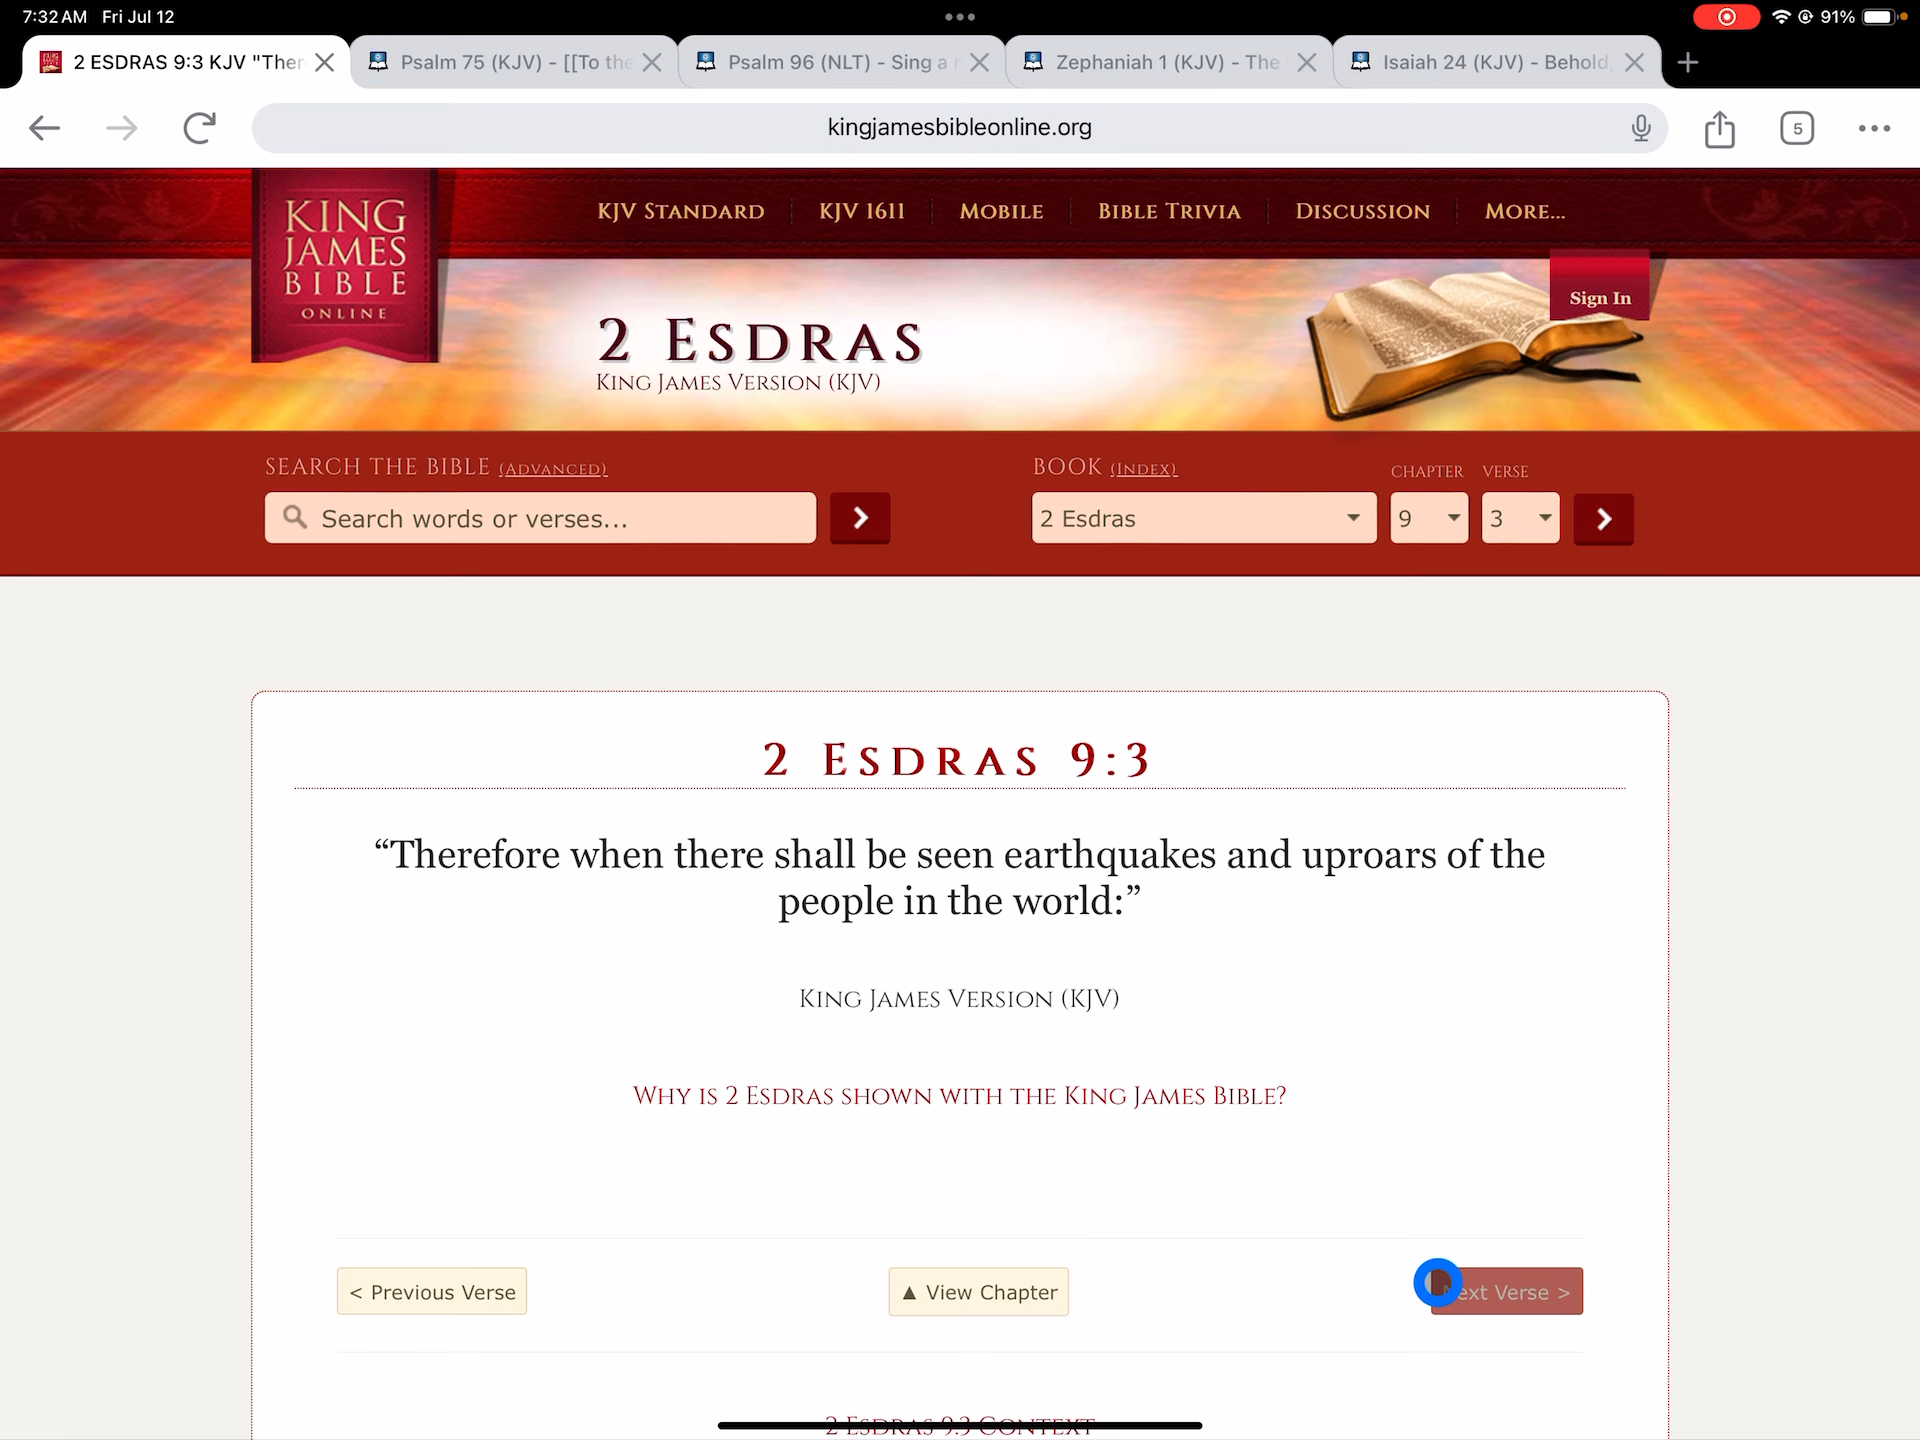 7:32 AM Fri Jul 12
91%
2 ESDRAS 9:3 KJV "Ther
Psalm 75 (KJV) - [[To the
Psalm 96 (NLT) - Sing a n
Zephaniah 1 (KJV) - The
Isaiah 24 (KJV) - Behold,
kingjamesbibleonline.org
5
KING
JAMES
BIBLE
ONLINE
KJV STANDARD
KJV 1611
MOBILE
BIBLE TRIVIA
DISCUSSION
MORE...
Sign In
2 ESDRAS
KING JAMES VERSION (KJV)
SEARCH THE BIBLE (ADVANCED)
BOOK (INDEX)
CHAPTER
VERSE
Search words or verses...
2 Esdras
9
3
2 ESDRAS 9:3
“Therefore when there shall be seen earthquakes and uproars of the
people in the world:”
KING JAMES VERSION (KJV)
WHY IS 2 ESDRAS SHOWN WITH THE KING JAMES BIBLE?
< Previous Verse
▲ View Chapter
ext Verse >
2 ESDRAS 9:3 CONTEXT